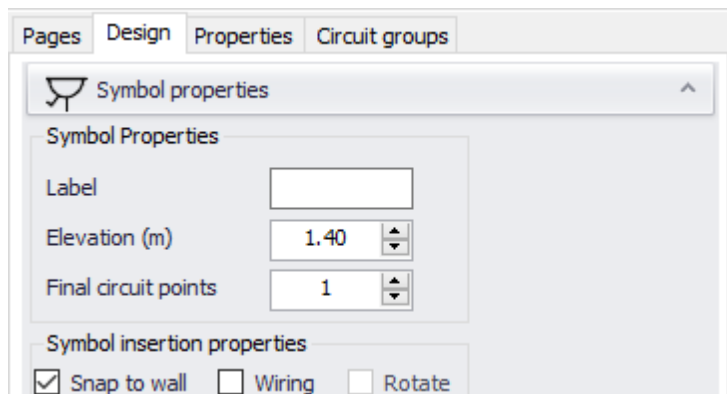 Pages Design Properties Circuit groups
Symbol properties
Symbol Properties
Label
Elevation (m) 1.40
Final circuit points 1
Symbol insertion properties
Snap to wall Wiring Rotate